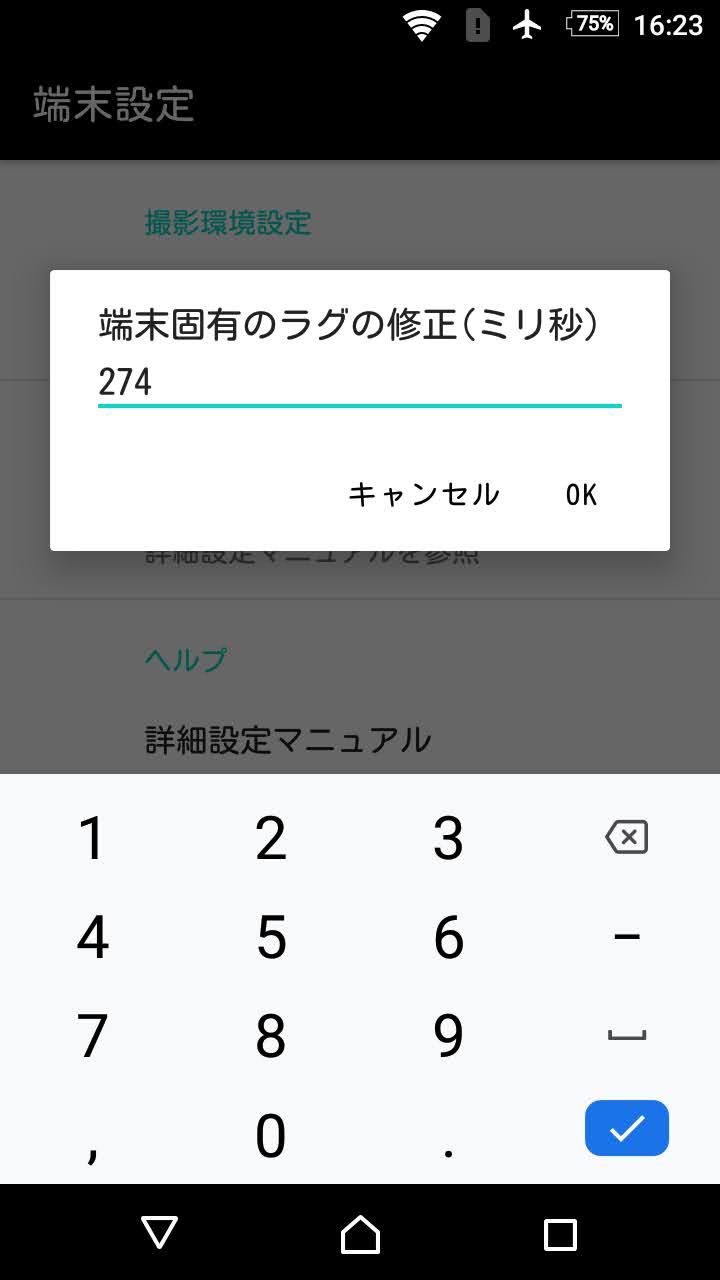 75% 16:23
端末設定
撮影環境設定
端末固有のラグの修正(ミリ秒)
274
キャンセル OK
詳細設定マニュアルを参照
ヘルプ
詳細設定マニュアル
1 2 3
4 5 6 -
7 8 9
, 0 .